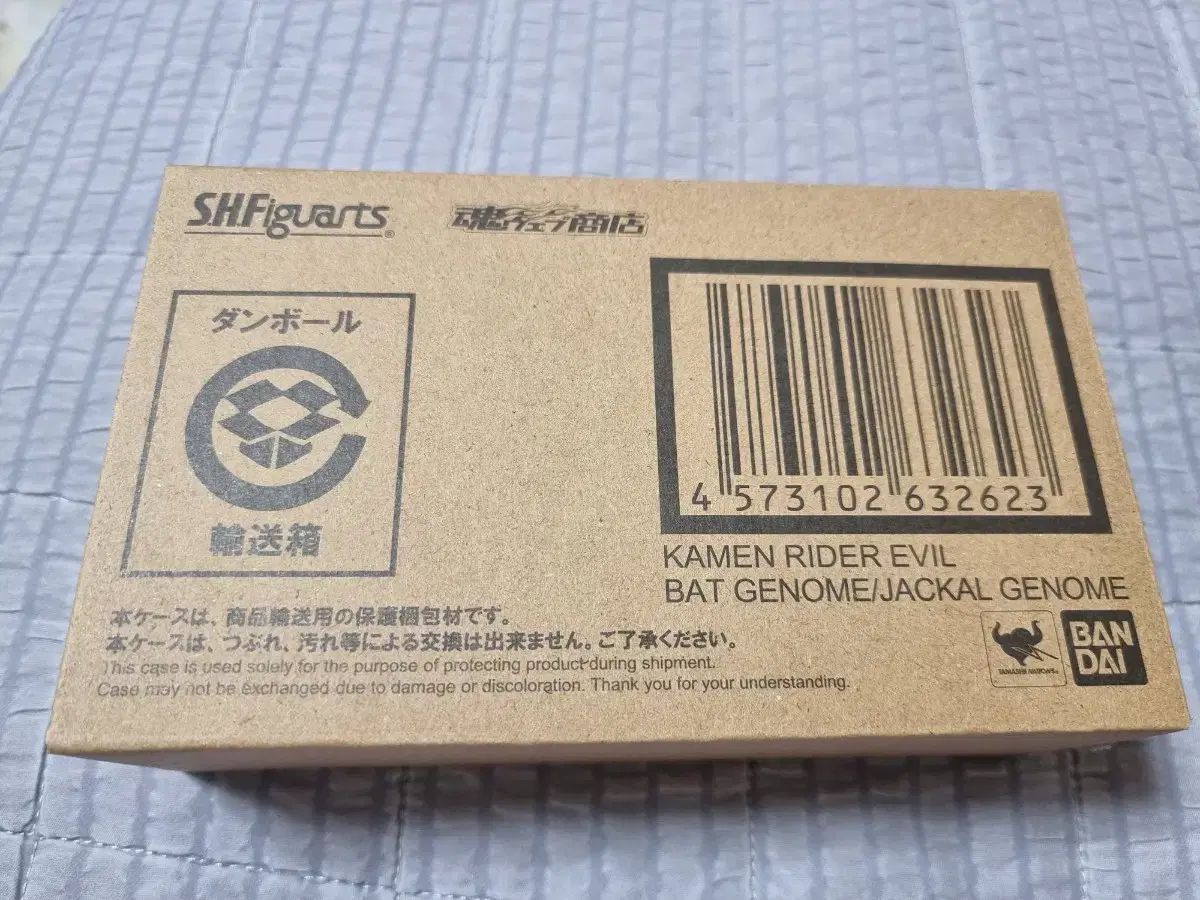 S.H.Figuarts®
魂ウェブ商店
ダンボール
輸送箱
4 573102 632623
KAMEN RIDER EVIL
BAT GENOME/JACKAL GENOME
本ケースは、商品輸送用の保護梱包材です。
本ケースは、つぶれ、汚れ等による交換は出来ません。ご了承ください。
This case is used solely for the purpose of protecting product during shipment.
Case may not be exchanged due to damage or discoloration. Thank you for your understanding.
TAMASHII NATIONS
BAN
DAI